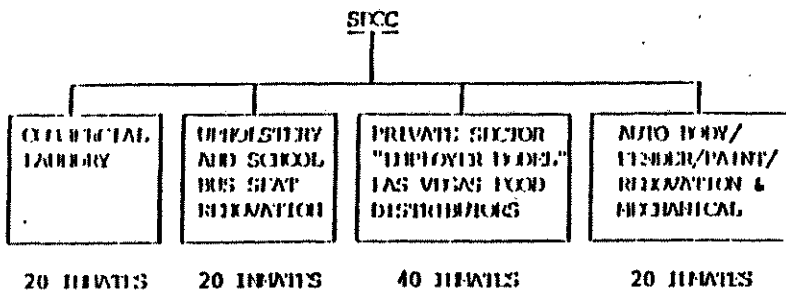 SDCC
COMMERCIAL
LAUNDRY
UPHOLSTERY
AND SCHOOL
BUS SEAT
RENOVATION
PRIVATE SECTOR
"EMPLOYER MODEL"
LAS VEGAS FOOD
DISTRIBUTORS
AUTO BODY/
FENDER/PAINT/
RENOVATION &
MECHANICAL
20 INMATES
20 INMATES
40 INMATES
20 INMATES